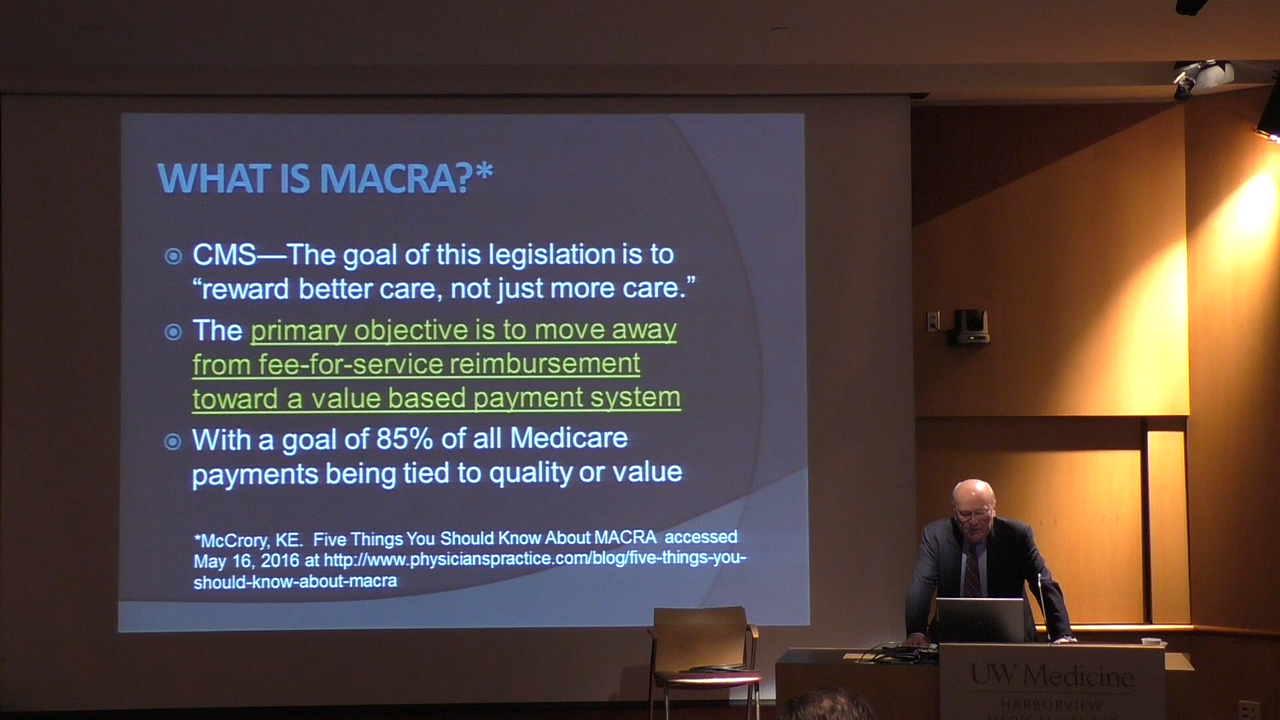 WHAT IS MACRA?*
CMS—The goal of this legislation is to
“reward better care, not just more care.”
The primary objective is to move away
from fee-for-service reimbursement
toward a value based payment system
With a goal of 85% of all Medicare
payments being tied to quality or value
*McCrory, KE. Five Things You Should Know About MACRA accessed
May 16, 2016 at http://www.physicianspractice.com/blog/five-things-you-
should-know-about-macra
UW Medicine
HARBORVIEW